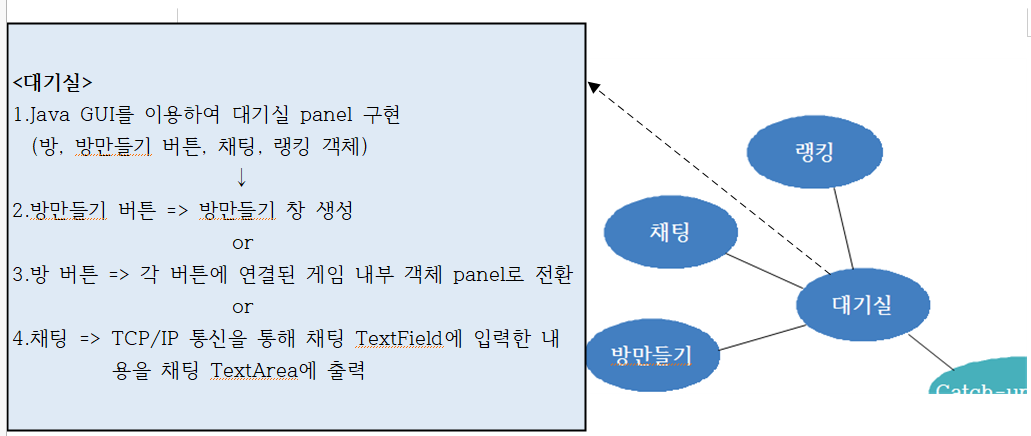 <대기실>
1.Java GUI를 이용하여 대기실 panel 구현
(방, 방만들기 버튼, 채팅, 랭킹 객체)
↓
2.방만들기 버튼 => 방만들기 창 생성
or
3.방 버튼 => 각 버튼에 연결된 게임 내부 객체 panel로 전환
or
4.채팅 => TCP/IP 통신을 통해 채팅 TextField에 입력한 내
용을 채팅 TextArea에 출력
랭킹
채팅
대기실
방만들기